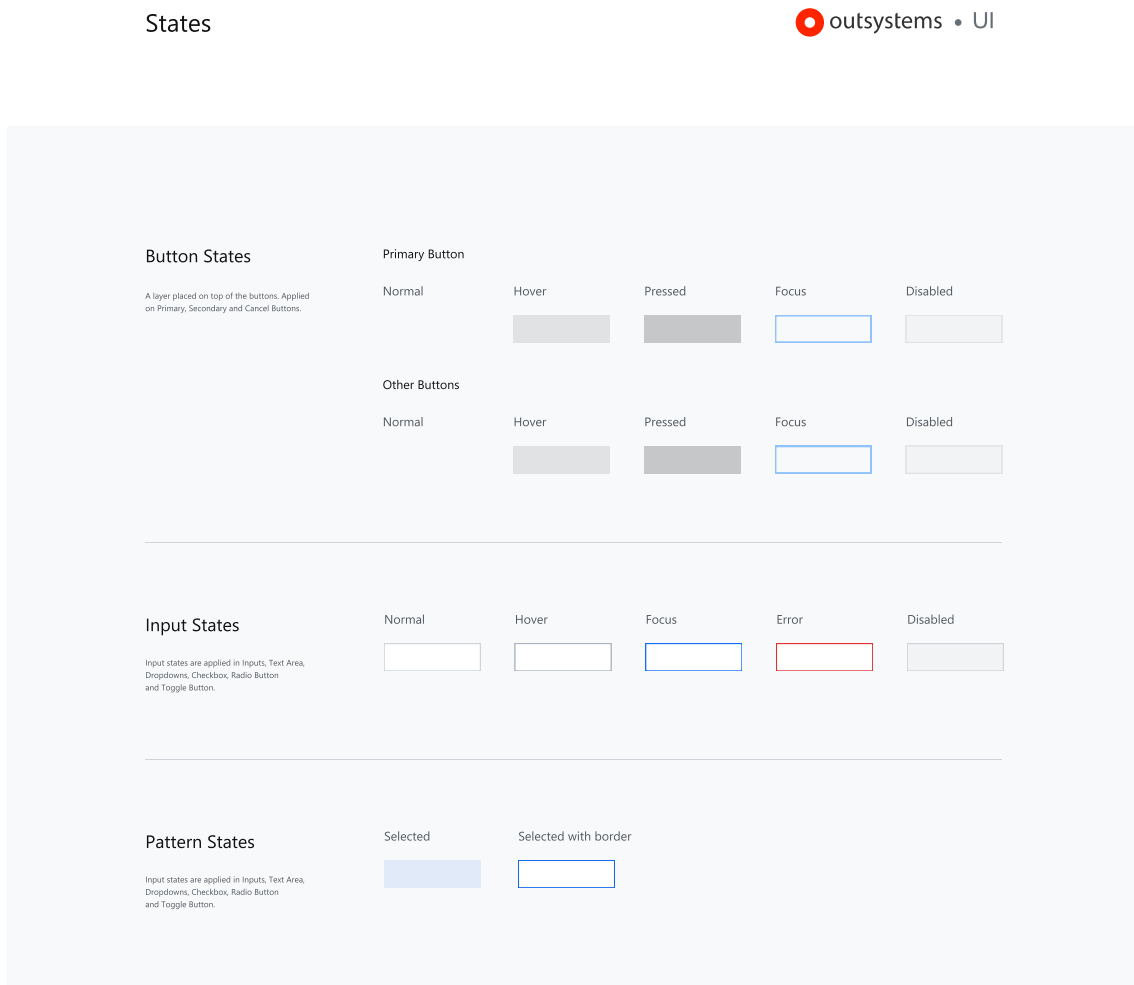 States
outsystems • UI
Button States
A layer placed on top of the buttons. Applied
on Primary, Secondary and Cancel Buttons.
Primary Button
Normal Hover Pressed Focus Disabled
Other Buttons
Normal Hover Pressed Focus Disabled
Input States
Input states are applied in Inputs, Text Area,
Dropdowns, Checkbox, Radio Button
and Toggle Button.
Normal Hover Focus Error Disabled
Pattern States
Input states are applied in Inputs, Text Area,
Dropdowns, Checkbox, Radio Button
and Toggle Button.
Selected Selected with border